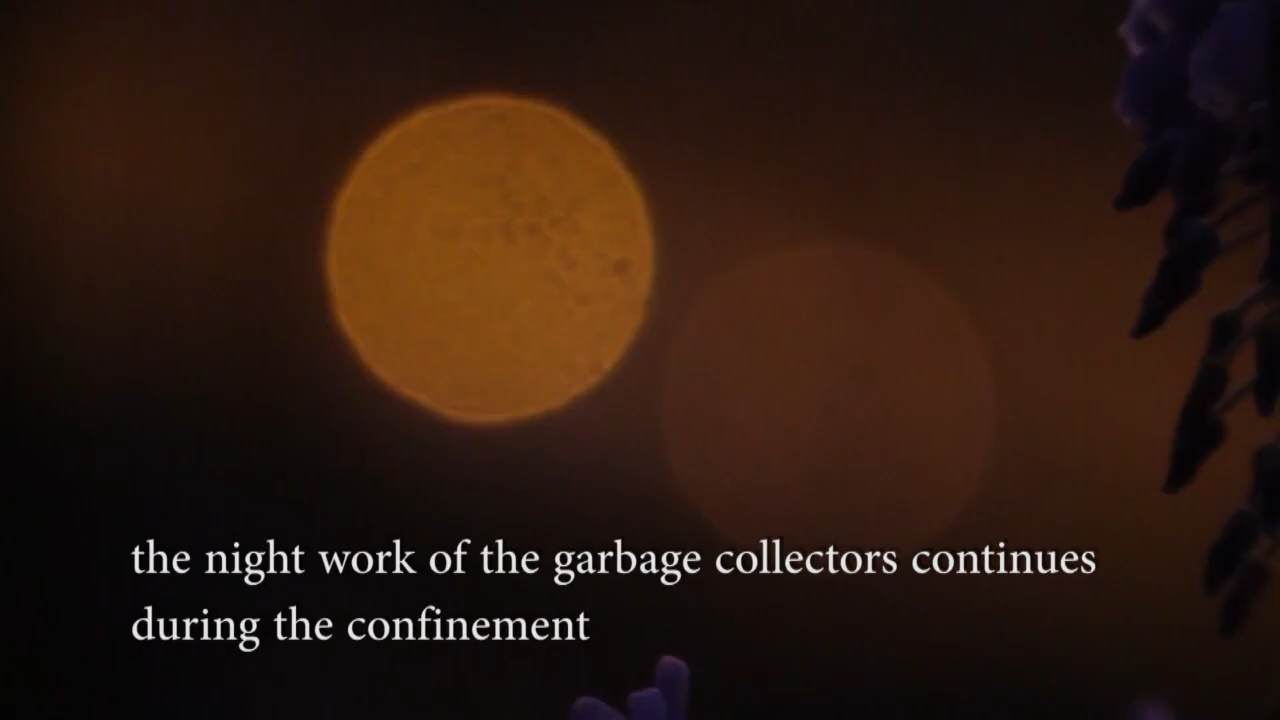 the night work of the garbage collectors continues
during the confinement